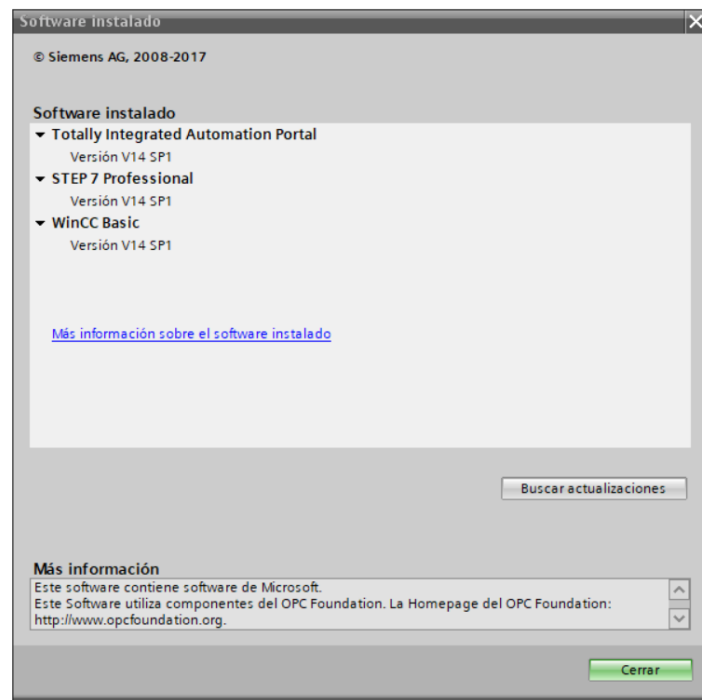 Software instalado
© Siemens AG, 2008-2017
Software instalado
Totally Integrated Automation Portal
Versión V14 SP1
STEP 7 Professional
Versión V14 SP1
WinCC Basic
Versión V14 SP1
Más información sobre el software instalado
Buscar actualizaciones
Más información
Este software contiene software de Microsoft.
Este Software utiliza componentes del OPC Foundation. La Homepage del OPC Foundation:
http://www.opcfoundation.org.
Cerrar